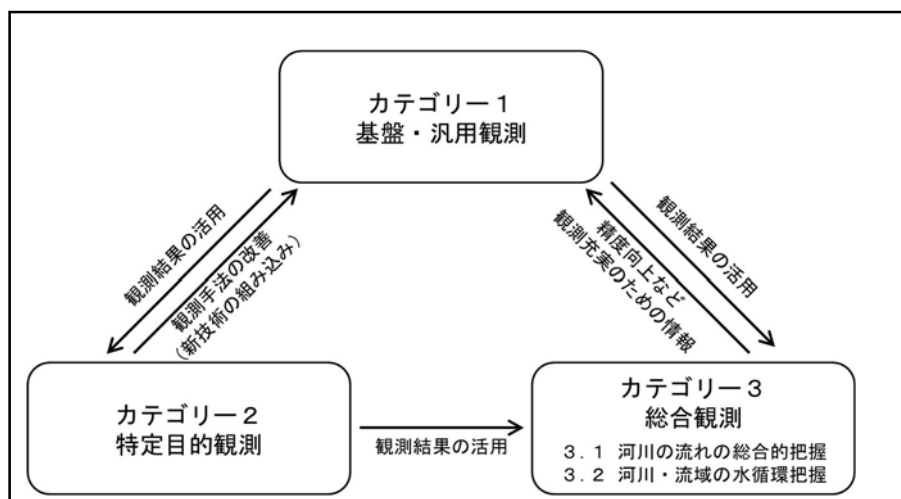 カテゴリー１
基盤・汎用観測
観測結果の活用
観測手法の改善
（新技術の組み込み）
精度向上など
観測充実のための情報
観測結果の活用
カテゴリー２
特定目的観測
観測結果の活用
カテゴリー３
総合観測
３.１ 河川の流れの総合的把握
３.２ 河川・流域の水循環把握